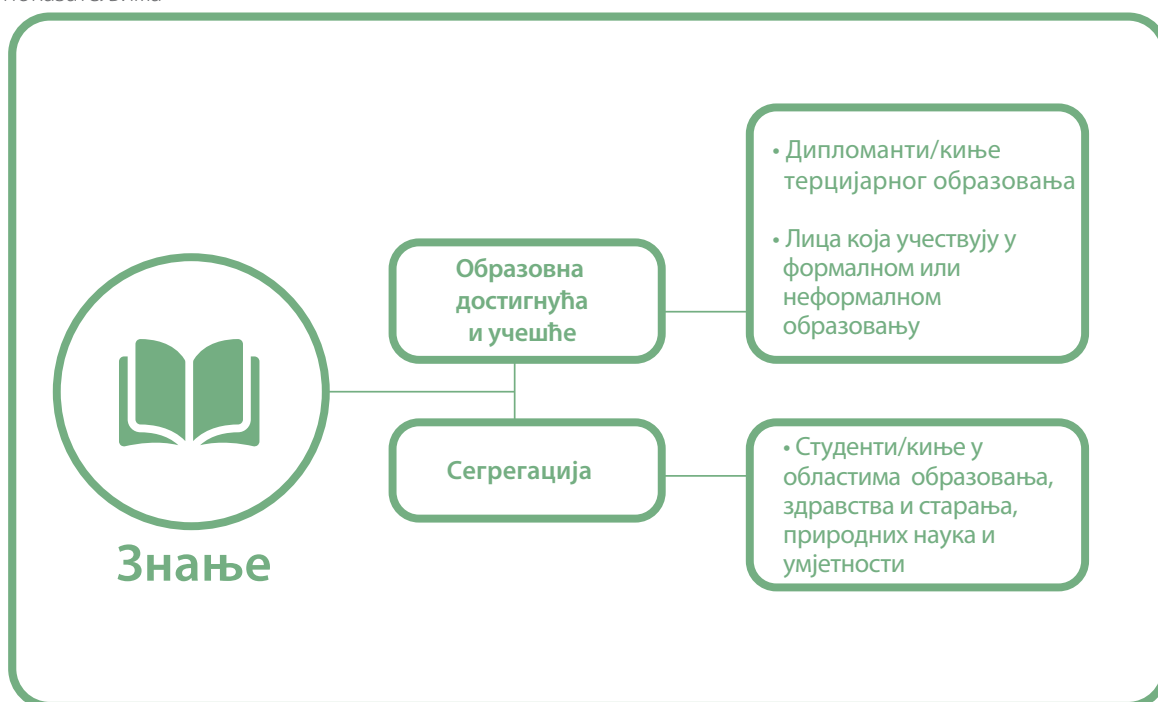 • Дипломанти/киње
терцијарног образовања
• Лица која учествују у
формалном или
неформалном
образовању
Образовна
достигнућа
и учешће
Сегрегација
• Студенти/киње у
областима образовања,
здравства и старања,
природних наука и
умјетности
Знање